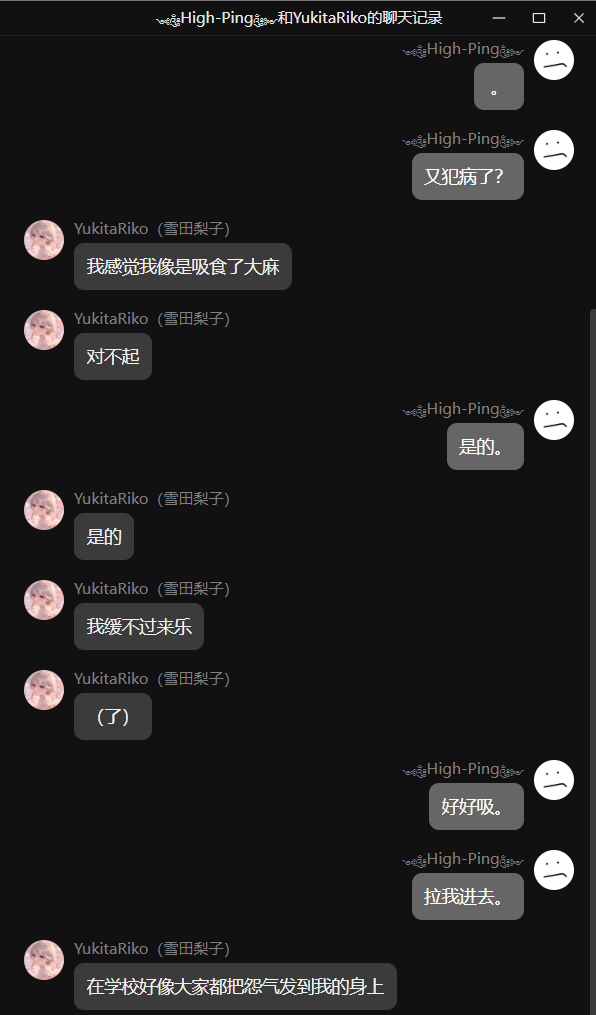 High-Ping和YukitaRiko的聊天记录
High-Ping
。
High-Ping
又犯病了？
YukitaRiko（雪田梨子）
我感觉我像是吸食了大麻
YukitaRiko（雪田梨子）
对不起
High-Ping
是的。
YukitaRiko（雪田梨子）
是的
YukitaRiko（雪田梨子）
我缓不过来乐
YukitaRiko（雪田梨子）
（了）
High-Ping
好好吸。
High-Ping
拉我进去。
YukitaRiko（雪田梨子）
在学校好像大家都把怨气发到我的身上